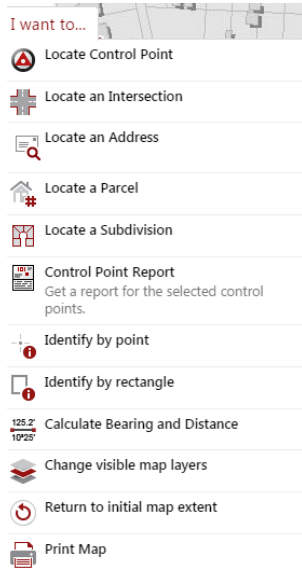 I want to...
Locate Control Point
Locate an Intersection
Locate an Address
Locate a Parcel
#
Locate a Subdivision
Control Point Report
Get a report for the selected control
points.
Identify by point
Identify by rectangle
125.2'
10°25'
Calculate Bearing and Distance
Change visible map layers
Return to initial map extent
Print Map